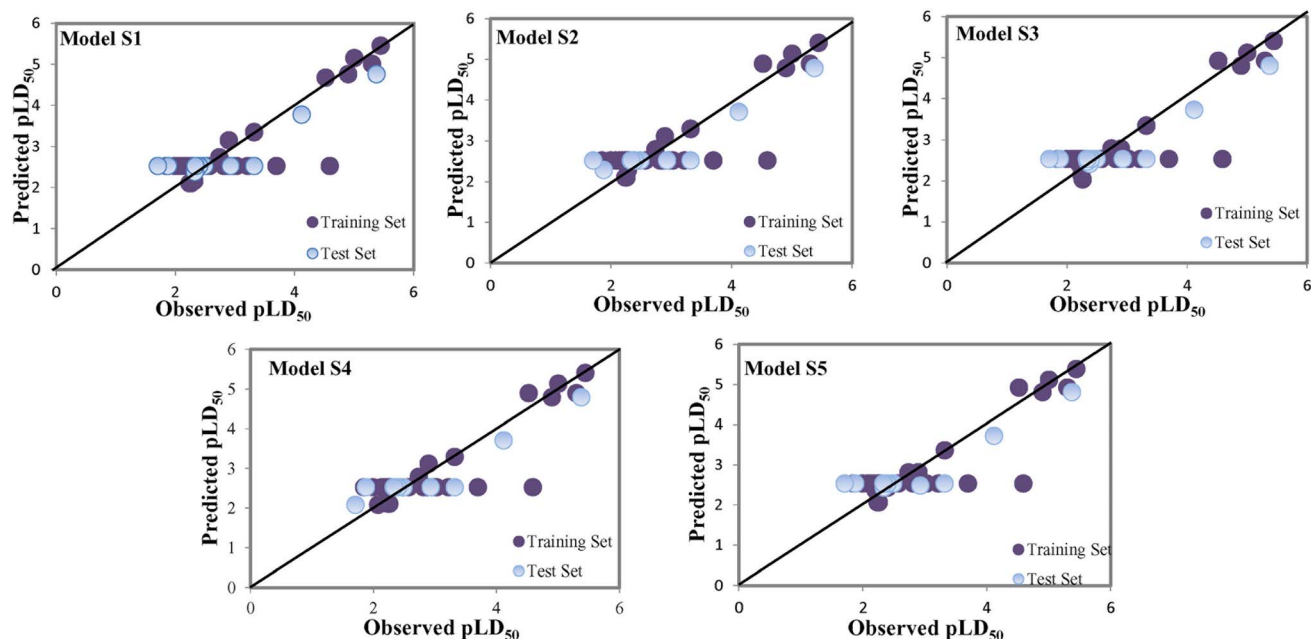 Model S1
Predicted pLD50
6
5
4
3
2
1
0
0 2 4 6
Observed pLD50
Training Set
Test Set
Model S2
Predicted pLD50
6
5
4
3
2
1
0
0 2 4 6
Observed pLD50
Training Set
Test Set
Model S3
Predicted pLD50
6
5
4
3
2
1
0
0 2 4 6
Observed pLD50
Training Set
Test Set
Model S4
Predicted pLD50
6
5
4
3
2
1
0
0 2 4 6
Observed pLD50
Training Set
Test Set
Model S5
Predicted pLD50
6
5
4
3
2
1
0
0 2 4 6
Observed pLD50
Training Set
Test Set